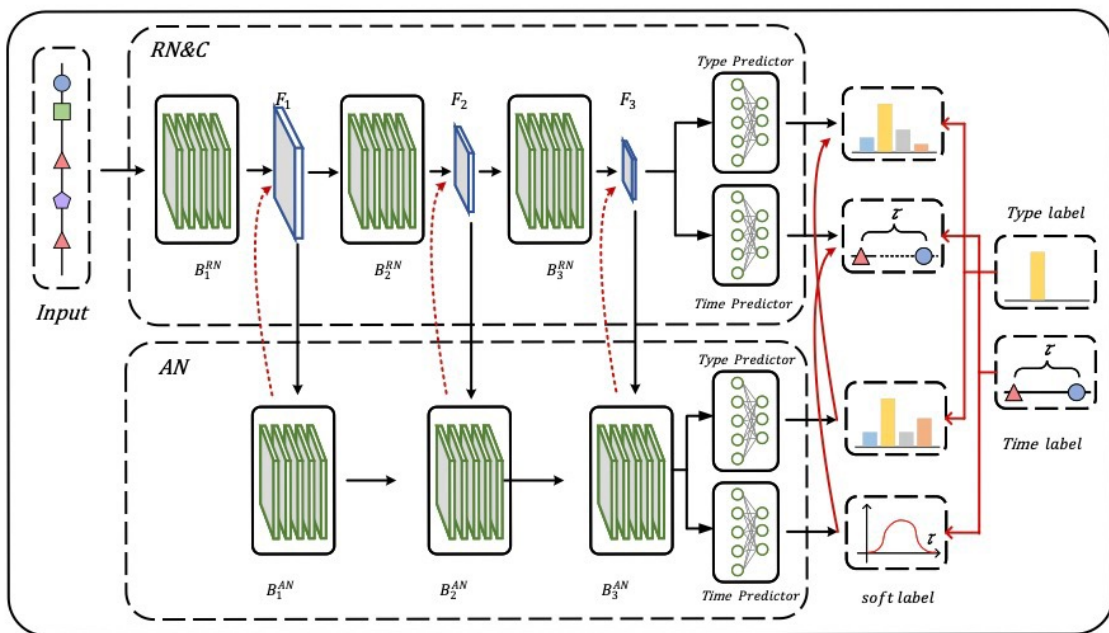 RN&C
Type Predictor
F₁
F₂
F₃
B₁ᴿᴺ
B₂ᴿᴺ
B₃ᴿᴺ
Time Predictor
Input
τ
Type label
AN
Type Predictor
τ
Time label
B₁ᴬᴺ
B₂ᴬᴺ
B₃ᴬᴺ
Time Predictor
τ
soft label